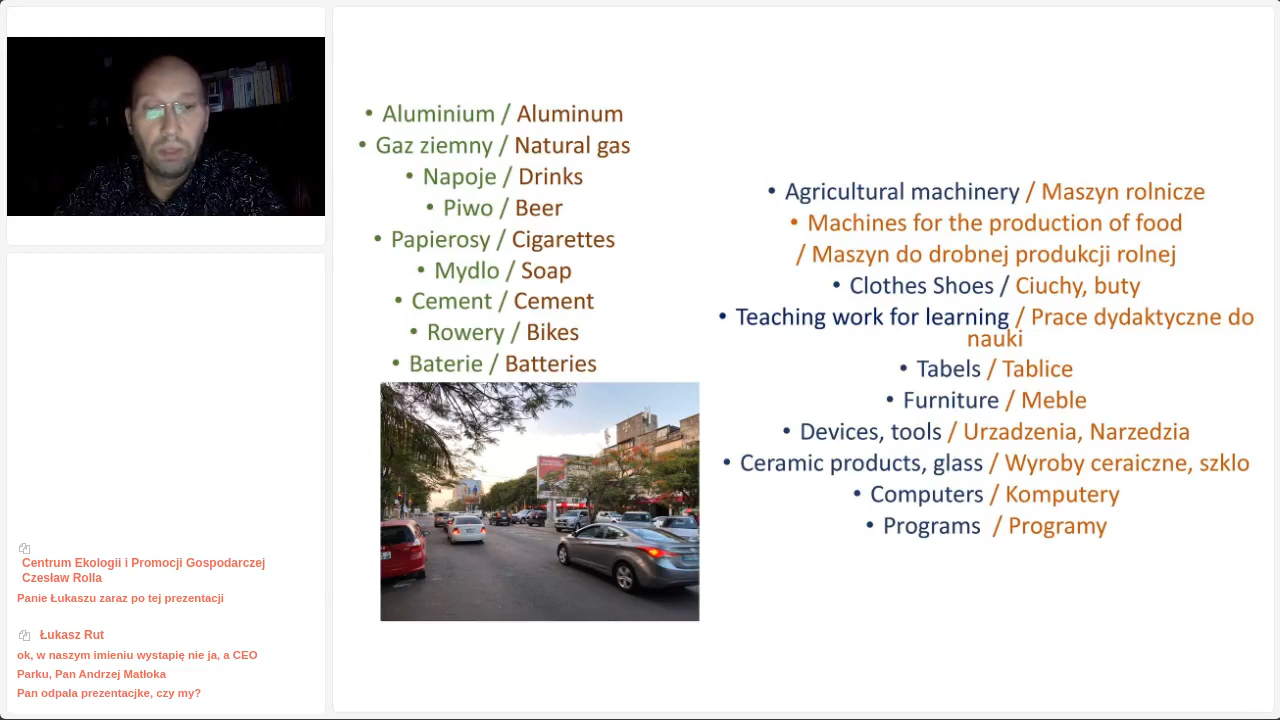 • Aluminium / Aluminum
• Gaz ziemny / Natural gas
• Napoje / Drinks
• Piwo / Beer
• Papierosy / Cigarettes
• Mydlo / Soap
• Cement / Cement
• Rowery / Bikes
• Baterie / Batteries
• Agricultural machinery / Maszyn rolnicze
• Machines for the production of food
/ Maszyn do drobnej produkcji rolnej
• Clothes Shoes / Ciuchy, buty
• Teaching work for learning / Prace dydaktyczne do
nauki
• Tabels / Tablice
• Furniture / Meble
• Devices, tools / Urzadzenia, Narzedzia
• Ceramic products, glass / Wyroby ceraiczne, szklo
• Computers / Komputery
• Programs / Programy
Centrum Ekologii i Promocji Gospodarczej
Czesław Rolla
Panie Łukaszu zaraz po tej prezentacji
Łukasz Rut
ok, w naszym imieniu wystapię nie ja, a CEO
Parku, Pan Andrzej Matłoka
Pan odpala prezentacjke, czy my?